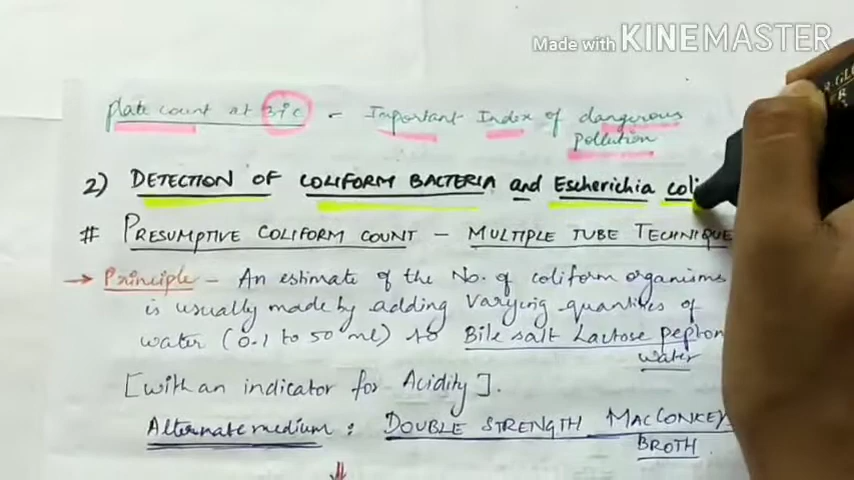 Made with KINEMASTER
plate count at 37°C - Important Index of dangerous
pollution
2) DETECTION OF COLIFORM BACTERIA and Escherichia coli
# PRESUMPTIVE COLIFORM COUNT - MULTIPLE TUBE TECHNIQUE
→ Principle - An estimate of the No. of coliform organisms
is usually made by adding Varying quantities of
water (0.1 to 50 ml) to Bile salt Lactose pepton
water
[with an indicator for Acidity].
Alternate medium : DOUBLE STRENGTH MACCONKEY
BROTH